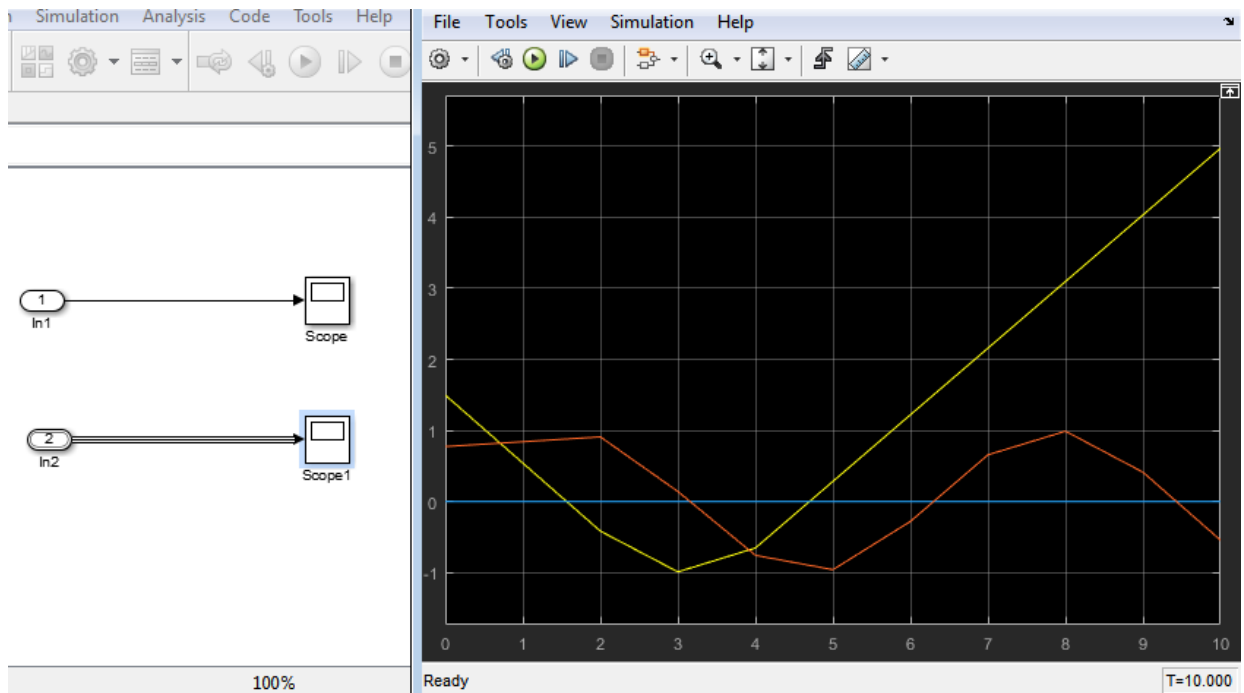 Simulation Analysis Code Tools Help
1
In1
Scope
2
In2
Scope1
100%
File Tools View Simulation Help
5
4
3
2
1
0
-1
0 1 2 3 4 5 6 7 8 9 10
Ready
T=10.000